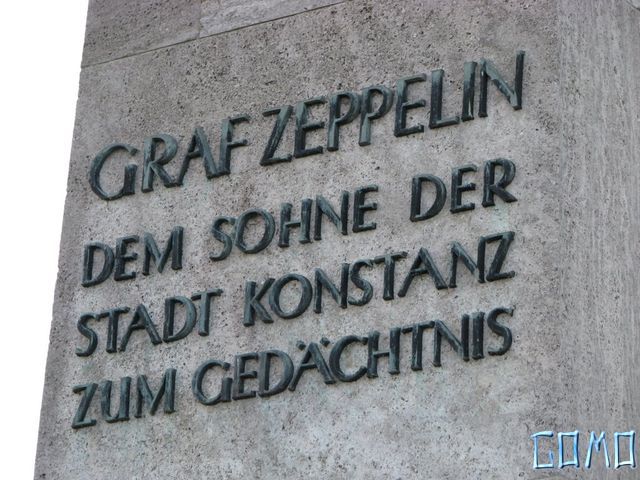 GRAF ZEPPELIN
DEM SOHNE DER
STADT KONSTANZ
ZUM GEDÄCHTNIS
GOMO